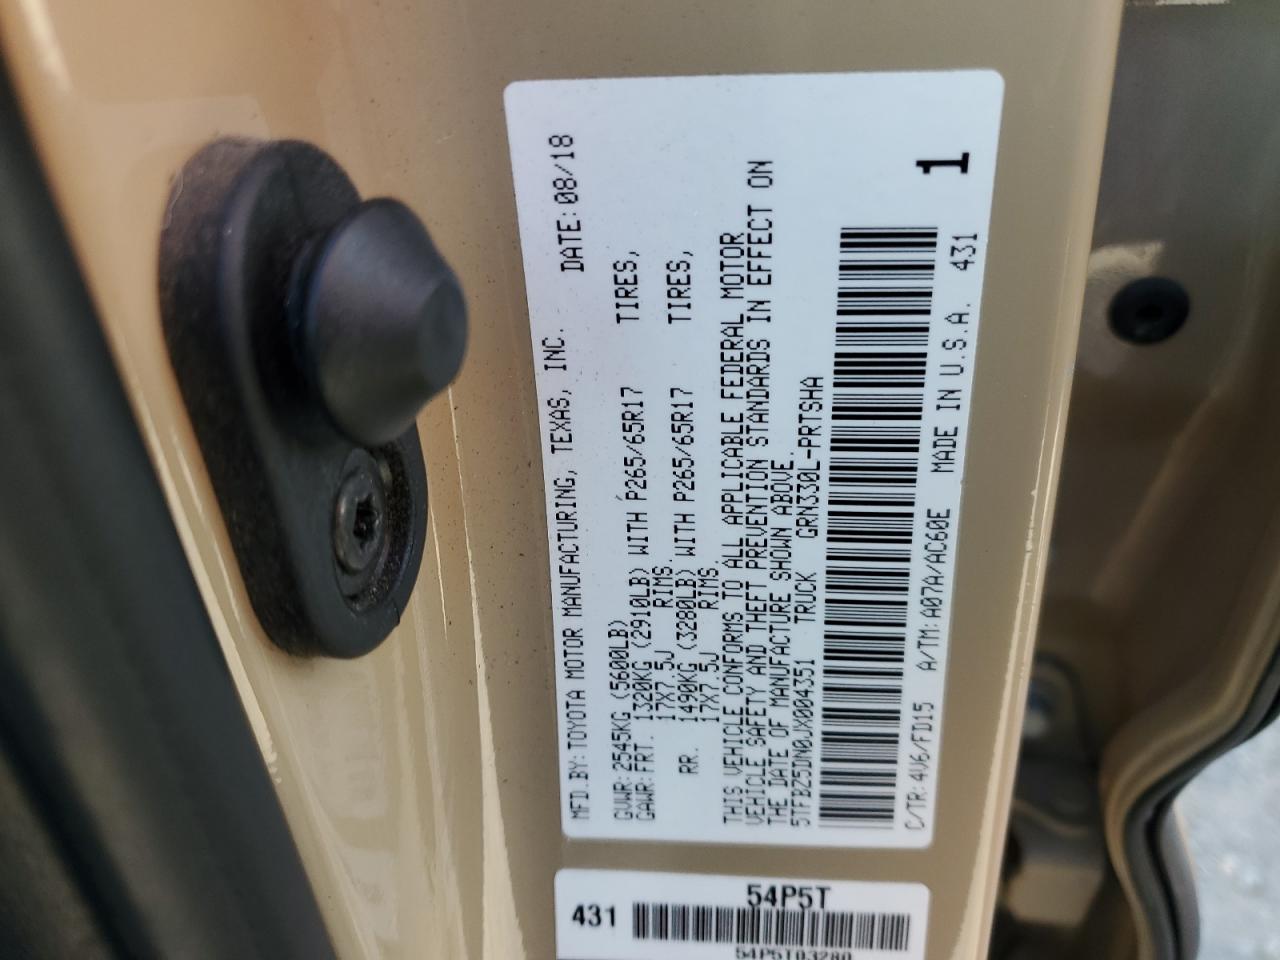 MFD.BY:TOYOTA MOTOR MANUFACTURING, TEXAS, INC. DATE:08/18
GVWR:2545KG (5600LB)
GAWR:FRT. 1320KG (2910LB) WITH P265/65R17 TIRES,
17X7.5J RIMS.
RR. 1490KG (3280LB) WITH P265/65R17 TIRES,
17X7.5J RIMS
THIS VEHICLE CONFORMS TO ALL APPLICABLE FEDERAL MOTOR
VEHICLE SAFETY AND THEFT PREVENTION STANDARDS IN EFFECT ON
THE DATE OF MANUFACTURE SHOWN ABOVE.
5TFBZ5DN0JX004351 TRUCK GRN330L-PRTSHA
1
C/TR:4V6/FD15 A/TM:A07A/AC60E MADE IN U.S.A. 431
54P5T
431
54P5T03280